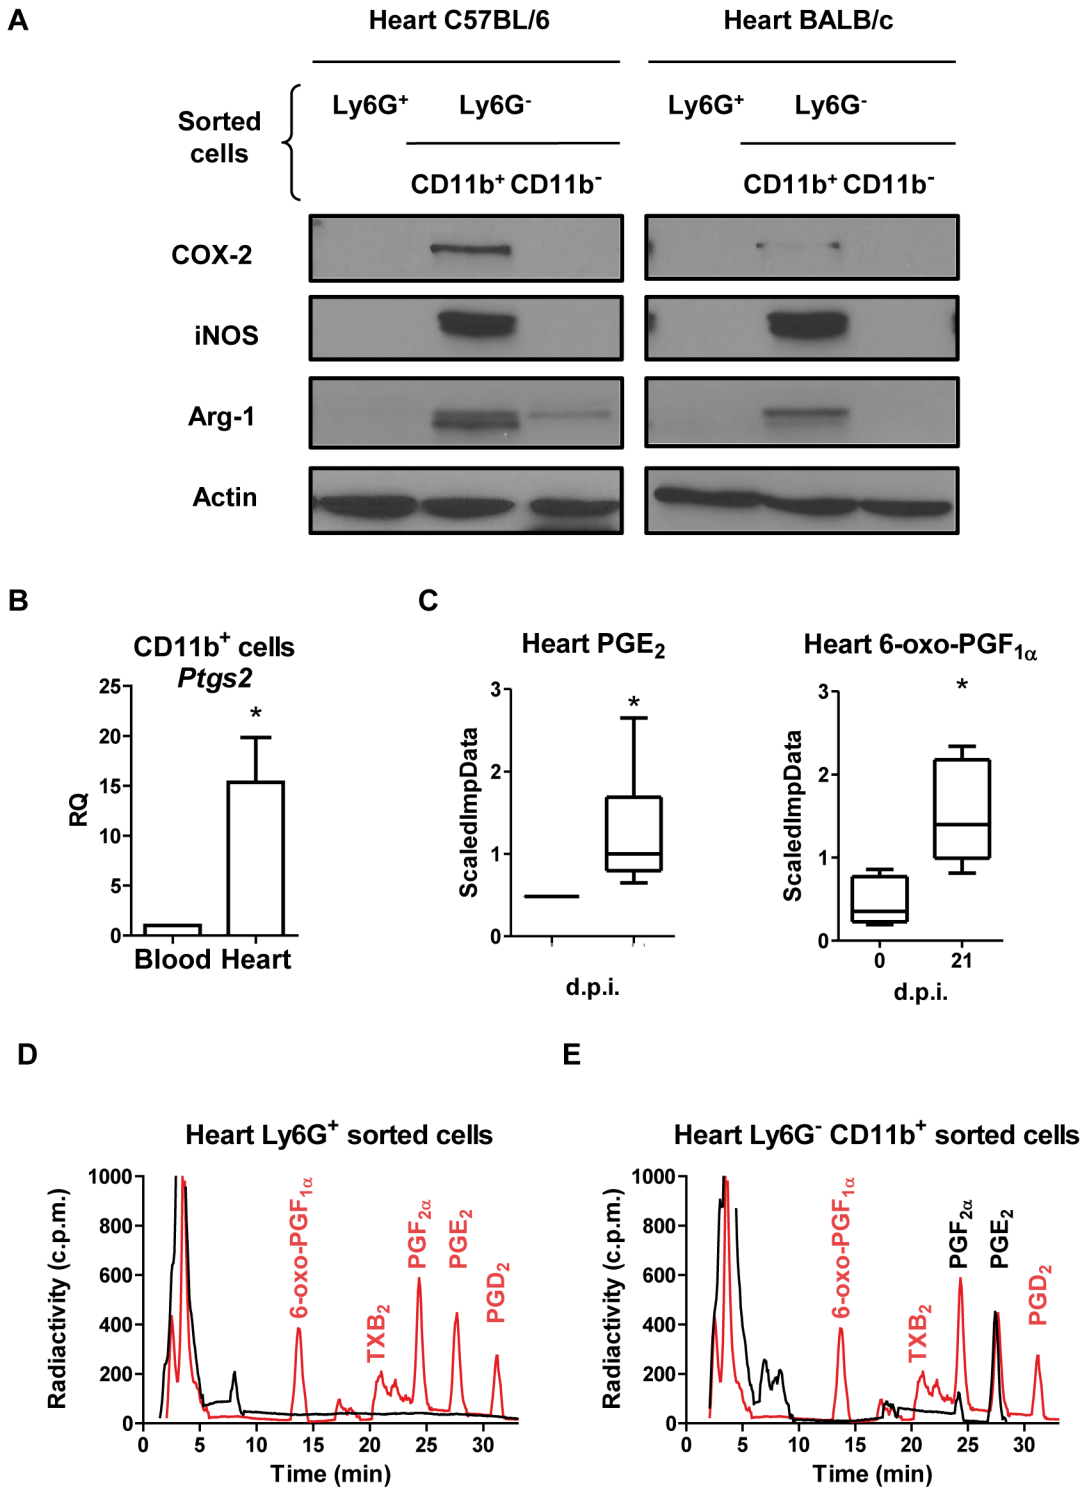 A
Heart C57BL/6 Heart BALB/c
Ly6G+ Ly6G- Ly6G+ Ly6G-
Sorted
cells
CD11b+ CD11b- CD11b+ CD11b-
COX-2
iNOS
Arg-1
Actin
B C
CD11b+ cells
Ptgs2
Heart PGE2 Heart 6-oxo-PGF1α
25
20
15
10
5
0
RQ
*
Blood Heart
3
2
1
0
ScaledImpData
*
d.p.i.
3
2
1
0
ScaledImpData
*
0 21
d.p.i.
D E
Heart Ly6G+ sorted cells Heart Ly6G- CD11b+ sorted cells
1000
800
600
400
200
0
Radiactivity (c.p.m.)
6-oxo-PGF1α
TXB2
PGF2α
PGE2
PGD2
0 5 10 15 20 25 30
Time (min)
1000
800
600
400
200
0
Radiactivity (c.p.m.)
6-oxo-PGF1α
TXB2
PGF2α
PGE2
PGD2
0 5 10 15 20 25 30
Time (min)